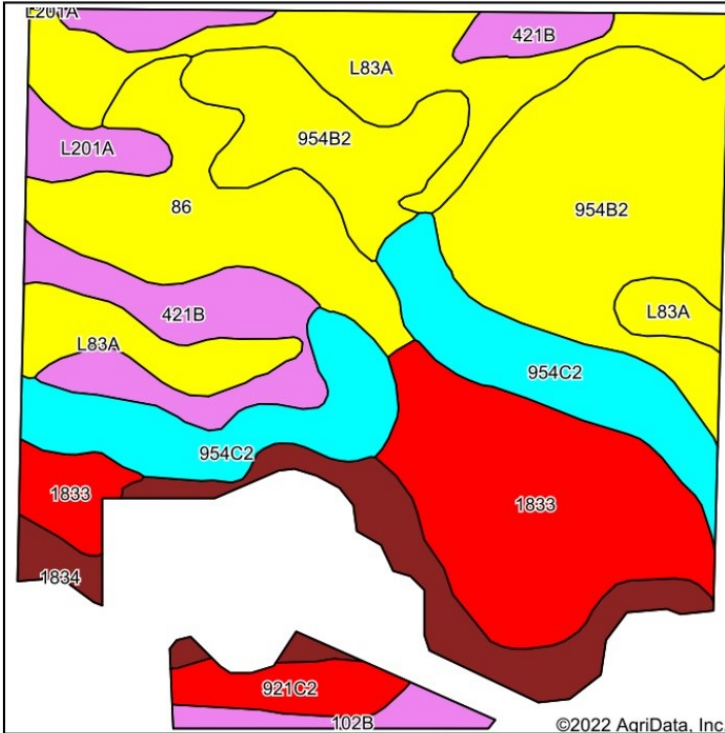 L201A
421B
L83A
954B2
L201A
86
954B2
421B
L83A
L83A
954C2
954C2
1833
1833
1834
921C2
102B
©2022 AgriData, Inc